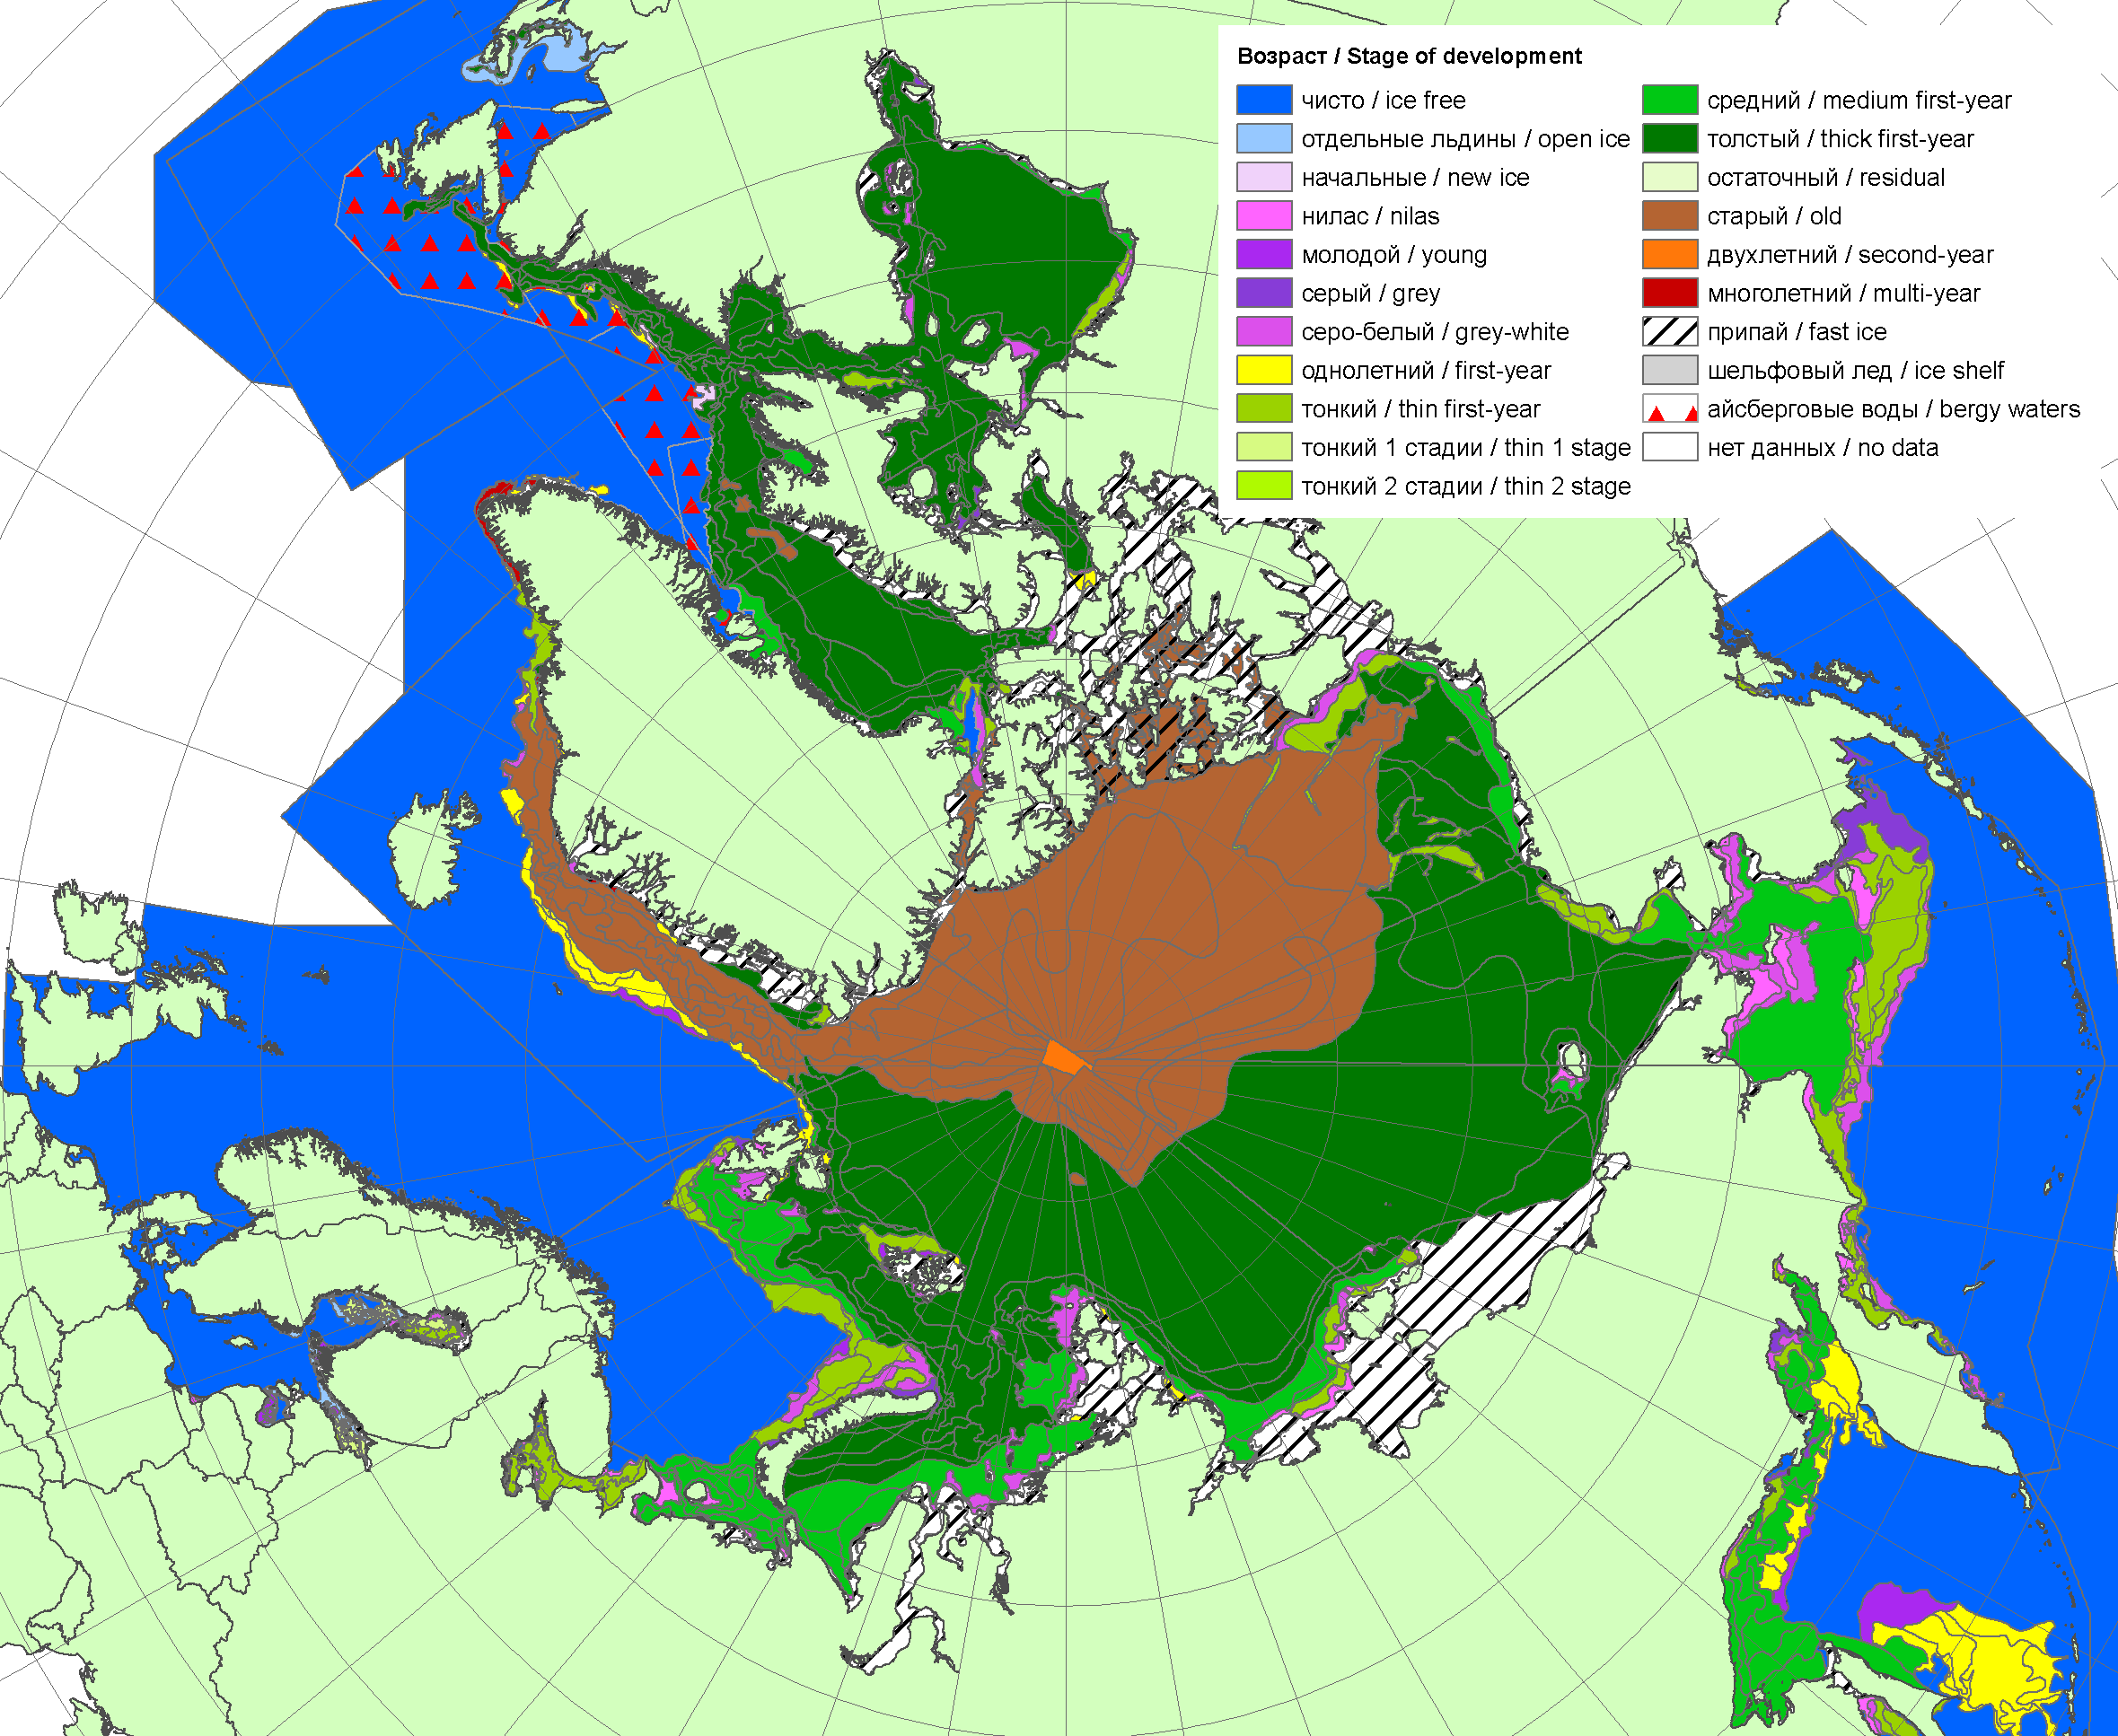 Возраст / Stage of development
чисто / ice free
отдельные льдины / open ice
начальные / new ice
нилас / nilas
молодой / young
серый / grey
серо-белый / grey-white
однолетний / first-year
тонкий / thin first-year
тонкий 1 стадии / thin 1 stage
тонкий 2 стадии / thin 2 stage
средний / medium first-year
толстый / thick first-year
остаточный / residual
старый / old
двухлетний / second-year
многолетний / multi-year
припай / fast ice
шельфовый лед / ice shelf
айсберговые воды / bergy waters
нет данных / no data